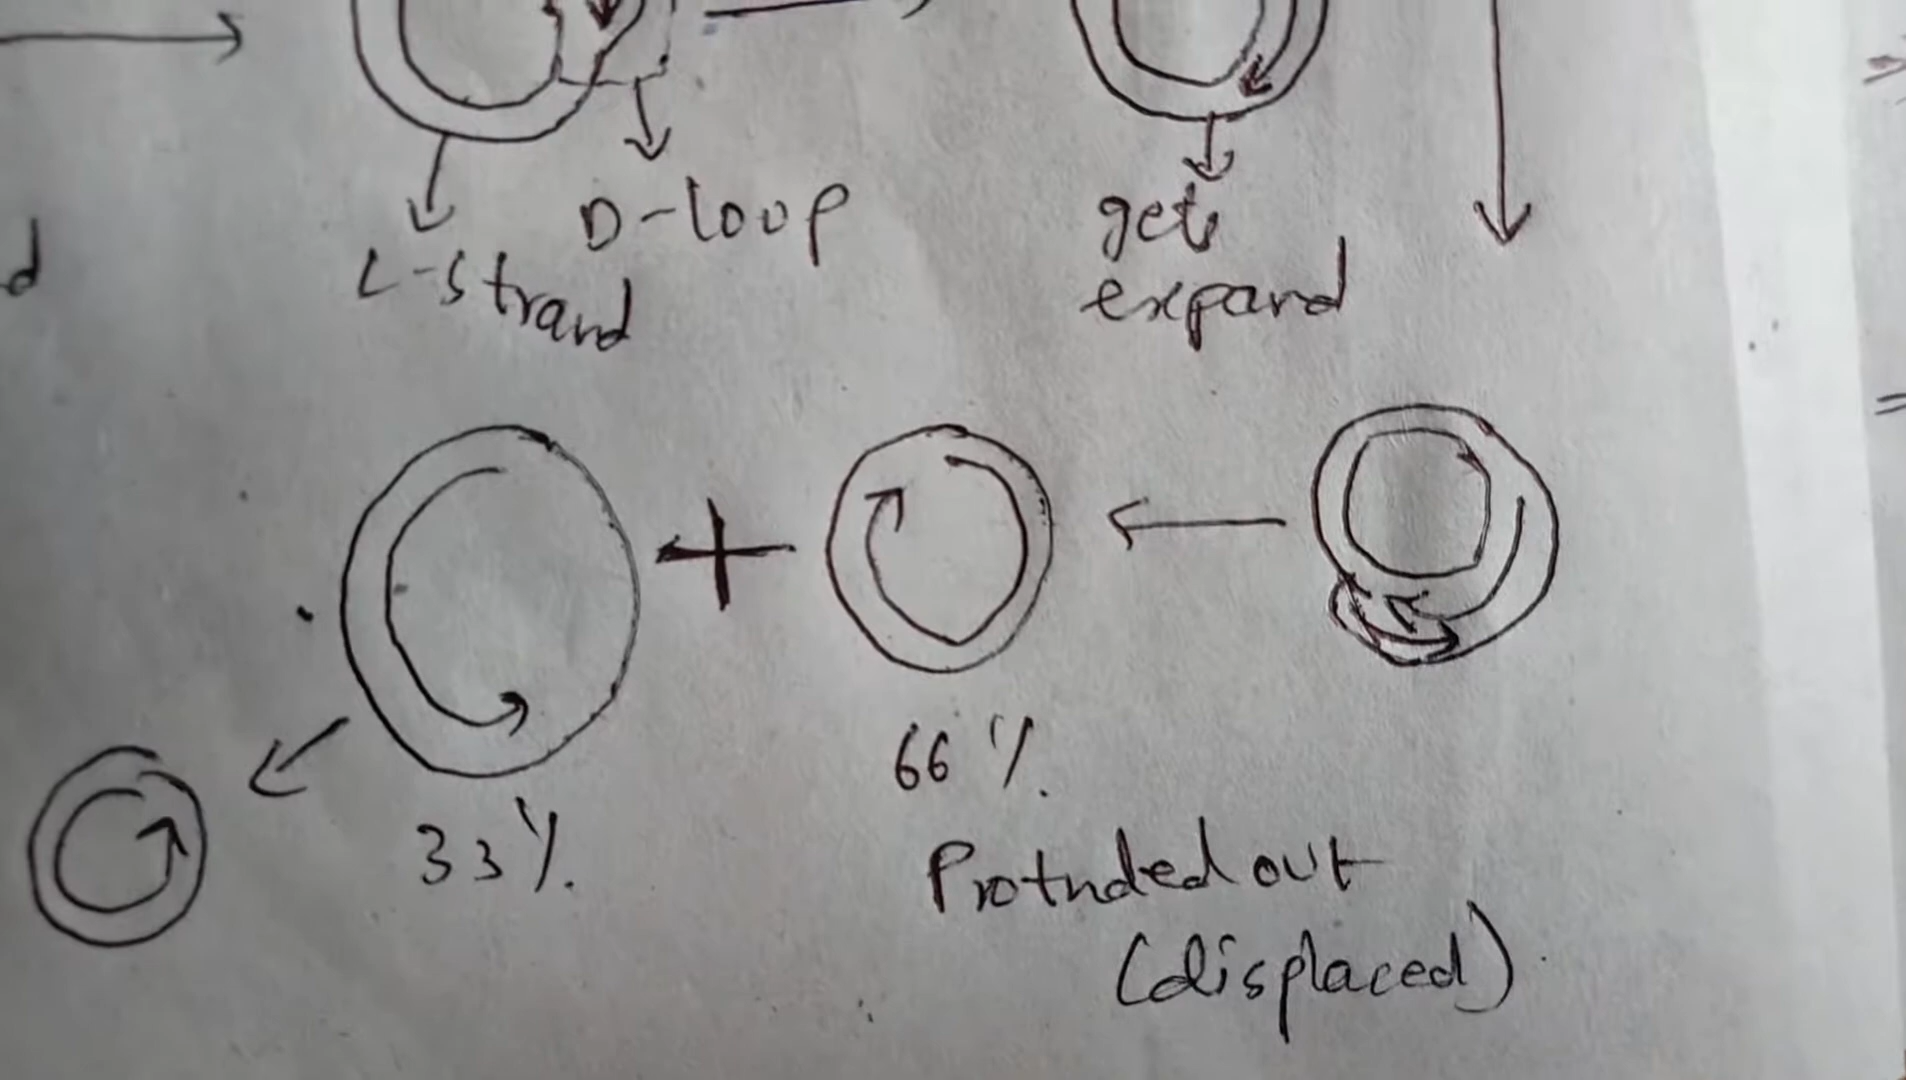 D-loop
L-strand
gets
expand
d
66 %.
33 %.
Protruded out
(displaced)